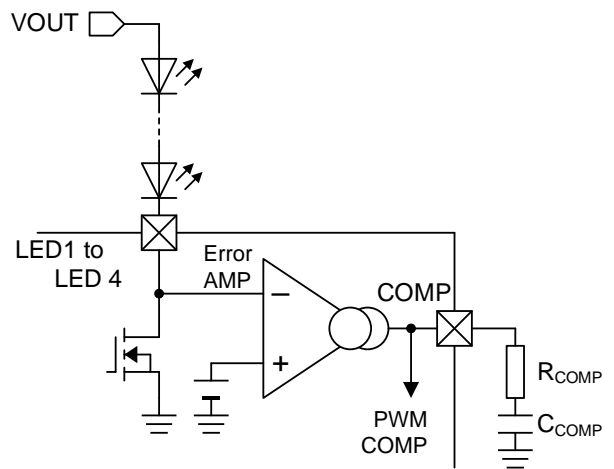 VOUT
LED1 to
LED 4
Error
AMP
−
+
COMP
PWM
COMP
RCOMP
CCOMP